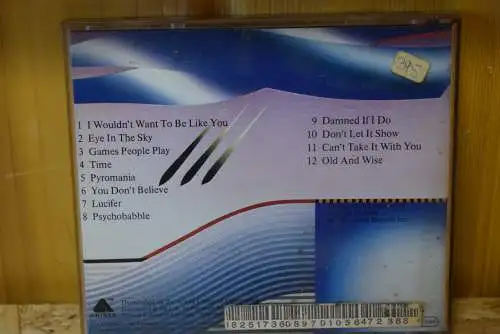 1 I Wouldn't Want To Be Like You
2 Eye In The Sky
3 Games People Play
4 Time
5 Pyromania
6 You Don't Believe
7 Lucifer
8 Psychobabble
9 Damned If I Do
10 Don't Let It Show
11 Can't Take It With You
12 Old And Wise
ARISTA